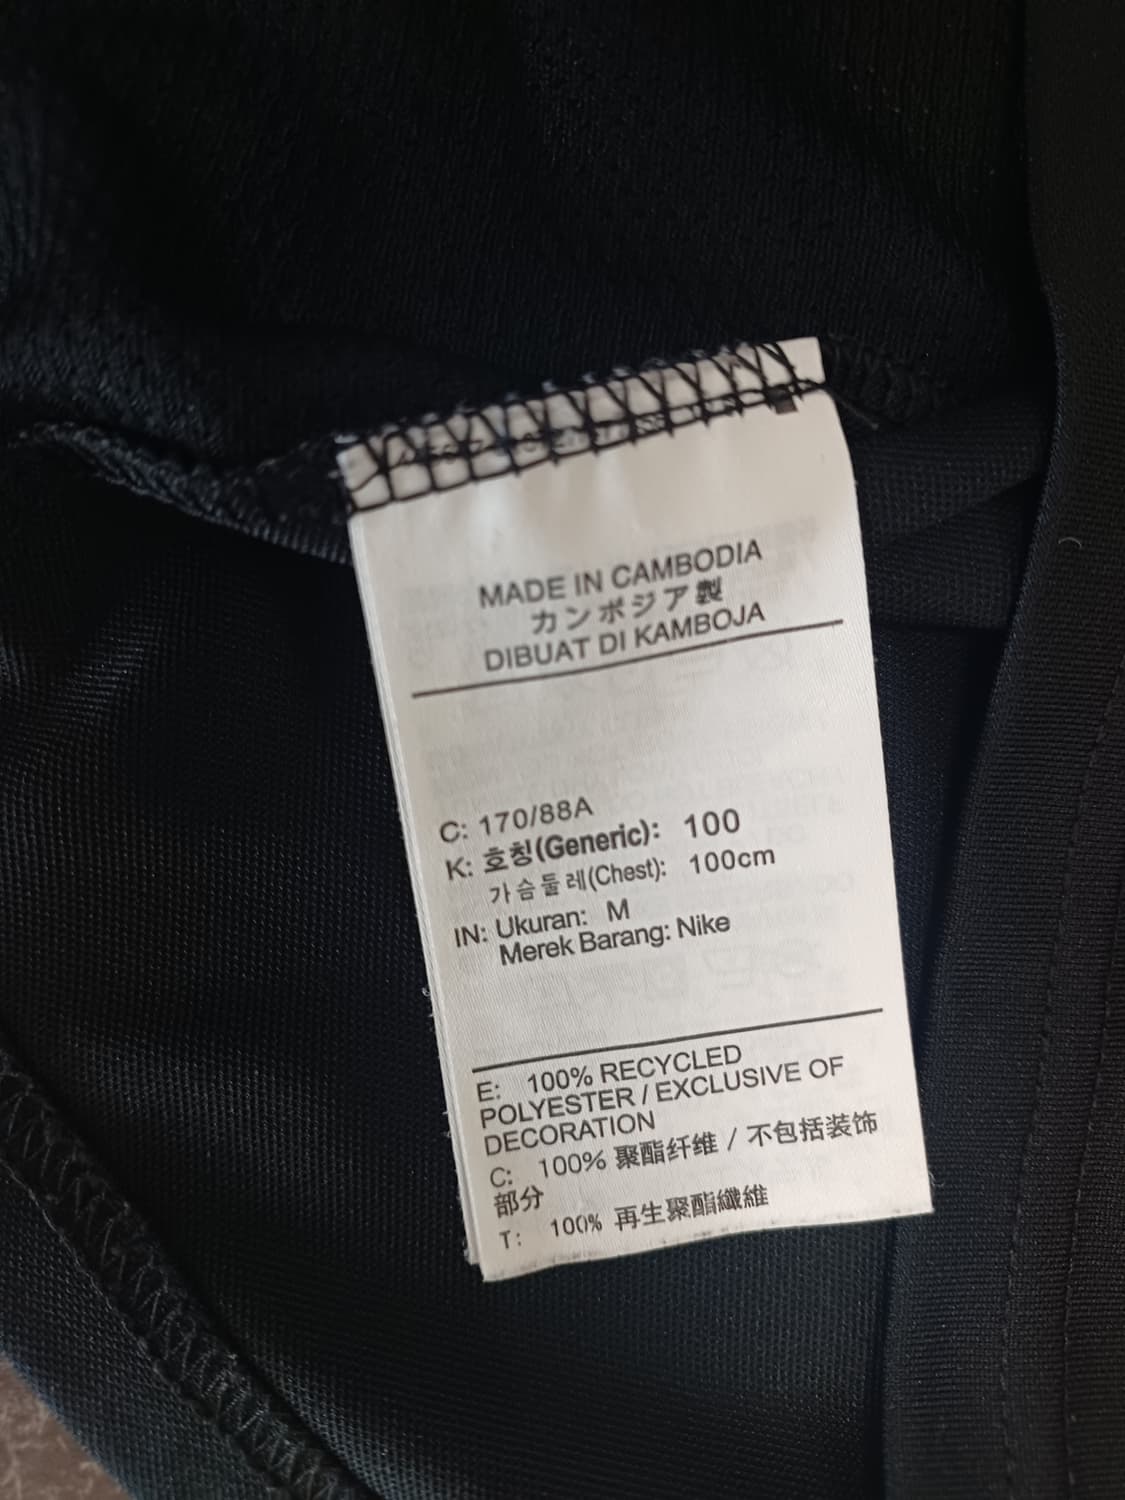 MADE IN CAMBODIA
カンボジア製
DIBUAT DI KAMBOJA
C: 170/88A
K: 호칭(Generic): 100
가슴둘레(Chest): 100cm
IN: Ukuran: M
Merek Barang: Nike
E: 100% RECYCLED
POLYESTER / EXCLUSIVE OF
DECORATION
C: 100% 聚酯纤维 / 不包括装饰
部分
T: 100% 再生聚酯纖維